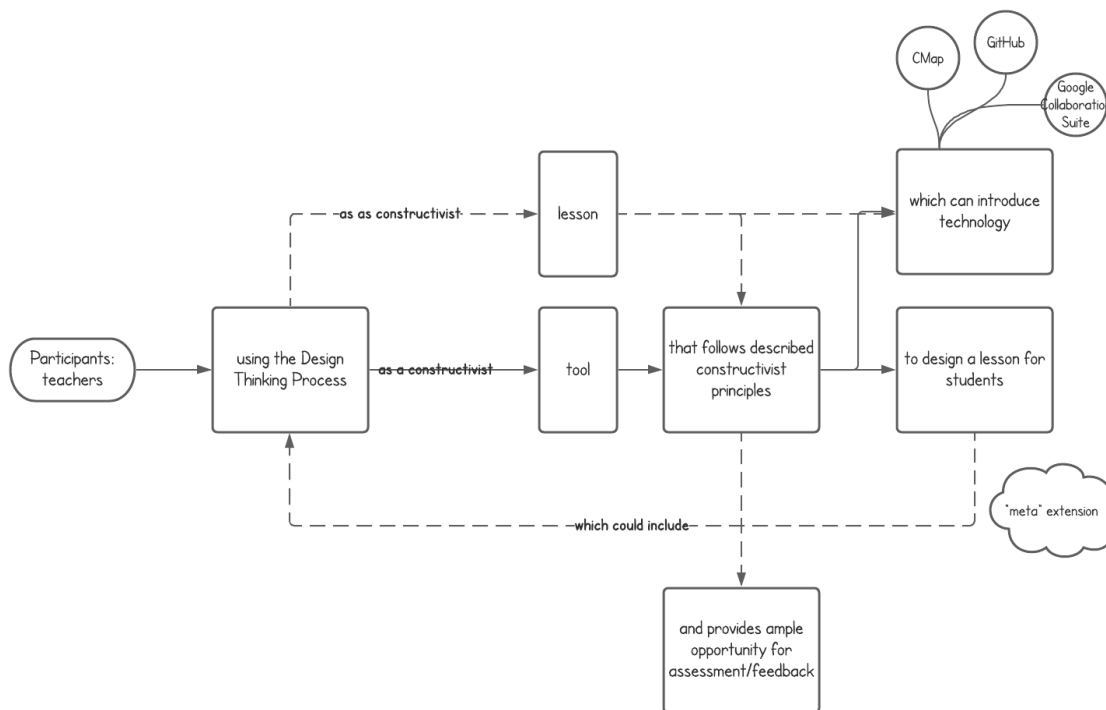 CMap
GitHub
Google
Collaboration
Suite
which can introduce
technology
as as constructivist
lesson
Participants:
teachers
using the Design
Thinking Process
as a constructivist
tool
that follows described
constructivist
principles
to design a lesson for
students
"meta" extension
which could include
and provides ample
opportunity for
assessment/feedback